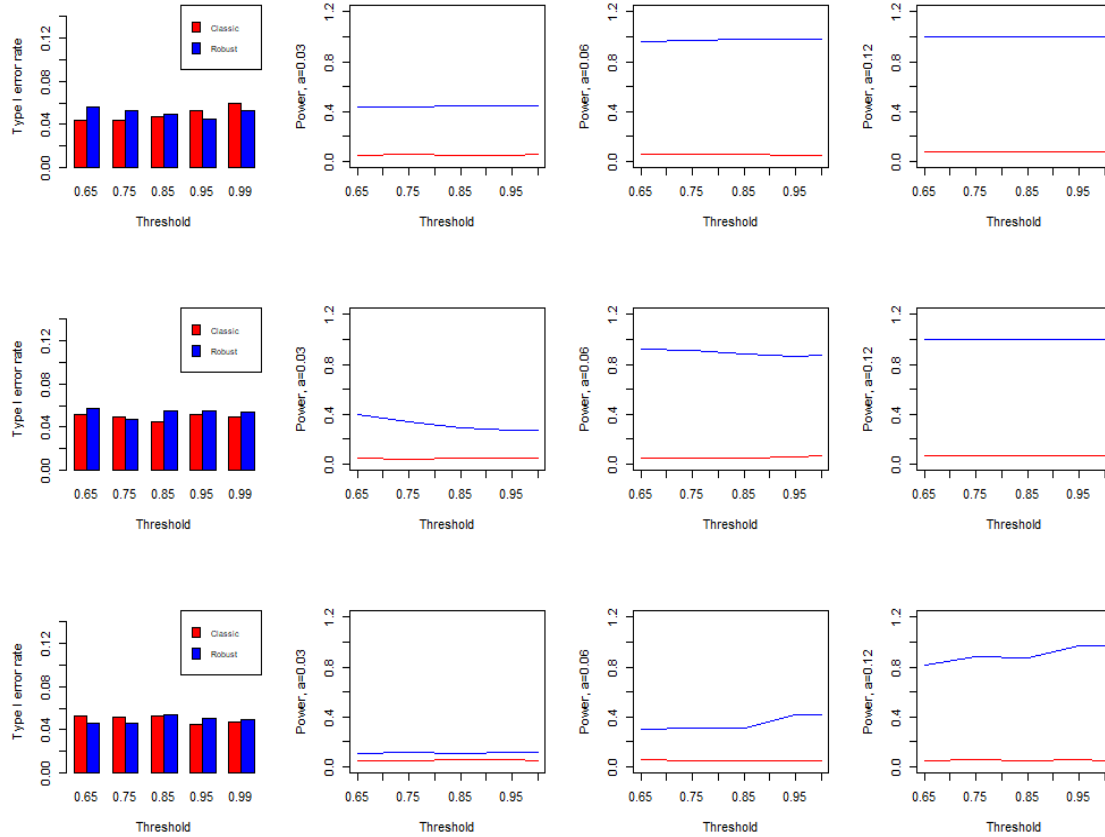 Type I error rate
0.00 0.04 0.08 0.12
Classic
Robust
0.65 0.75 0.85 0.95 0.99
Threshold
Power, a=0.03
0.0 0.4 0.8 1.2
0.65 0.75 0.85 0.95
Threshold
Power, a=0.06
0.0 0.4 0.8 1.2
0.65 0.75 0.85 0.95
Threshold
Power, a=0.12
0.0 0.4 0.8 1.2
0.65 0.75 0.85 0.95
Threshold
Type I error rate
0.00 0.04 0.08 0.12
Classic
Robust
0.65 0.75 0.85 0.95 0.99
Threshold
Power, a=0.03
0.0 0.4 0.8 1.2
0.65 0.75 0.85 0.95
Threshold
Power, a=0.06
0.0 0.4 0.8 1.2
0.65 0.75 0.85 0.95
Threshold
Power, a=0.12
0.0 0.4 0.8 1.2
0.65 0.75 0.85 0.95
Threshold
Type I error rate
0.00 0.04 0.08 0.12
Classic
Robust
0.65 0.75 0.85 0.95 0.99
Threshold
Power, a=0.03
0.0 0.4 0.8 1.2
0.65 0.75 0.85 0.95
Threshold
Power, a=0.06
0.0 0.4 0.8 1.2
0.65 0.75 0.85 0.95
Threshold
Power, a=0.12
0.0 0.4 0.8 1.2
0.65 0.75 0.85 0.95
Threshold